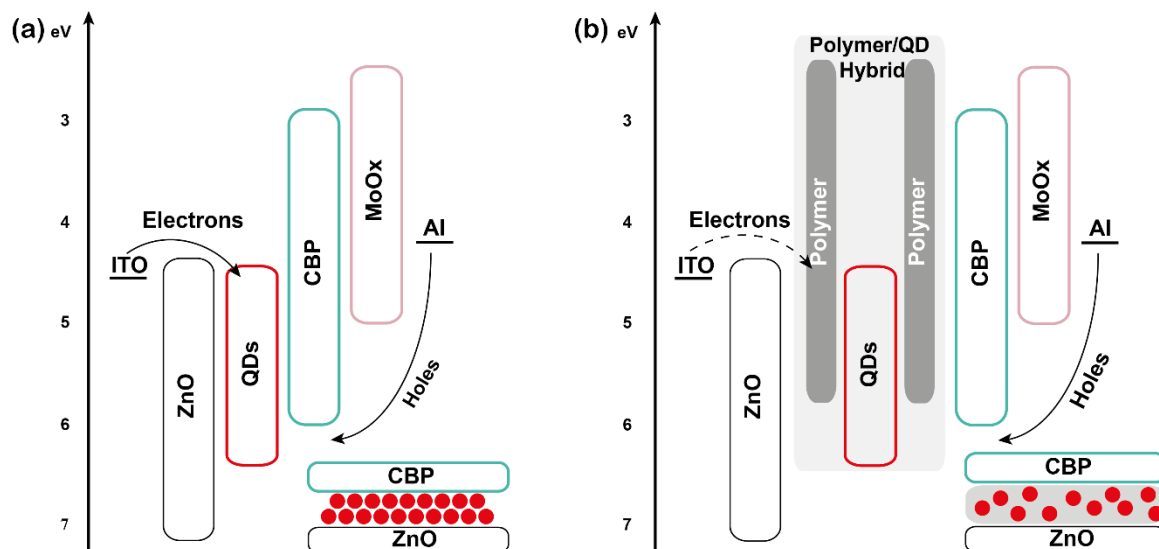 (a)
eV
3
4
5
6
7
Electrons
ITO
ZnO
QDs
CBP
MoOx
Al
Holes
CBP
ZnO
(b)
eV
3
4
5
6
7
Polymer/QD
Hybrid
Electrons
ITO
ZnO
Polymer
QDs
Polymer
CBP
MoOx
Al
Holes
CBP
ZnO